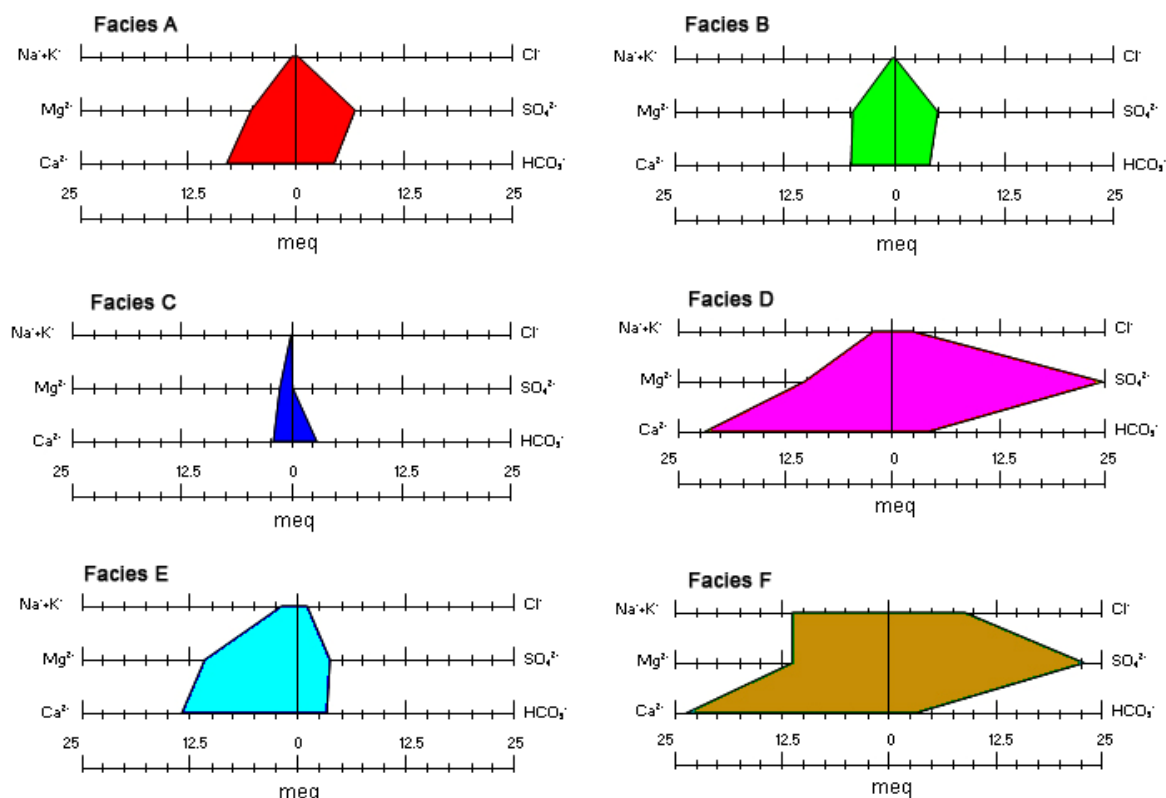 Facies A
Na⁺+K⁺ Cl⁻
Mg²⁺ SO₄²⁻
Ca²⁺ HCO₃⁻
25 12.5 0 12.5 25
meq
Facies B
Na⁺+K⁺ Cl⁻
Mg²⁺ SO₄²⁻
Ca²⁺ HCO₃⁻
25 12.5 0 12.5 25
meq
Facies C
Na⁺+K⁺ Cl⁻
Mg²⁺ SO₄²⁻
Ca²⁺ HCO₃⁻
25 12.5 0 12.5 25
meq
Facies D
Na⁺+K⁺ Cl⁻
Mg²⁺ SO₄²⁻
Ca²⁺ HCO₃⁻
25 12.5 0 12.5 25
meq
Facies E
Na⁺+K⁺ Cl⁻
Mg²⁺ SO₄²⁻
Ca²⁺ HCO₃⁻
25 12.5 0 12.5 25
meq
Facies F
Na⁺+K⁺ Cl⁻
Mg²⁺ SO₄²⁻
Ca²⁺ HCO₃⁻
25 12.5 0 12.5 25
meq